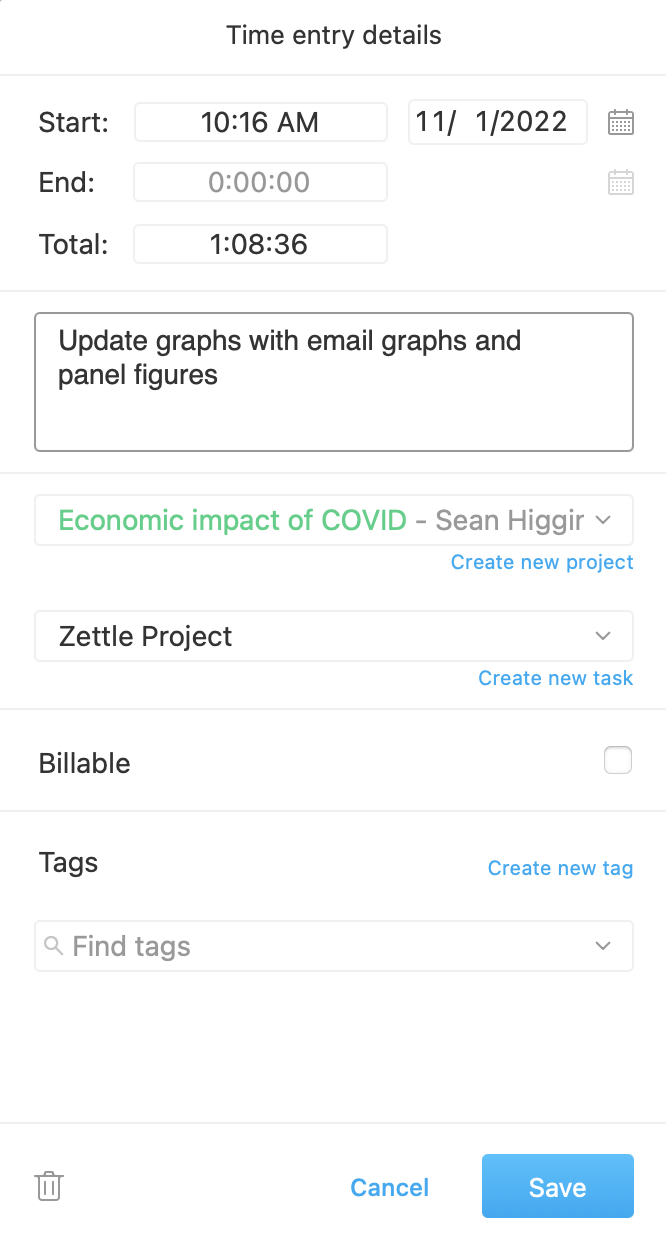 Time entry details
Start: 10:16 AM 11/ 1/2022
End: 0:00:00
Total: 1:08:36
Update graphs with email graphs and
panel figures
Economic impact of COVID - Sean Higgir
Create new project
Zettle Project
Create new task
Billable
Tags
Create new tag
Find tags
Cancel
Save